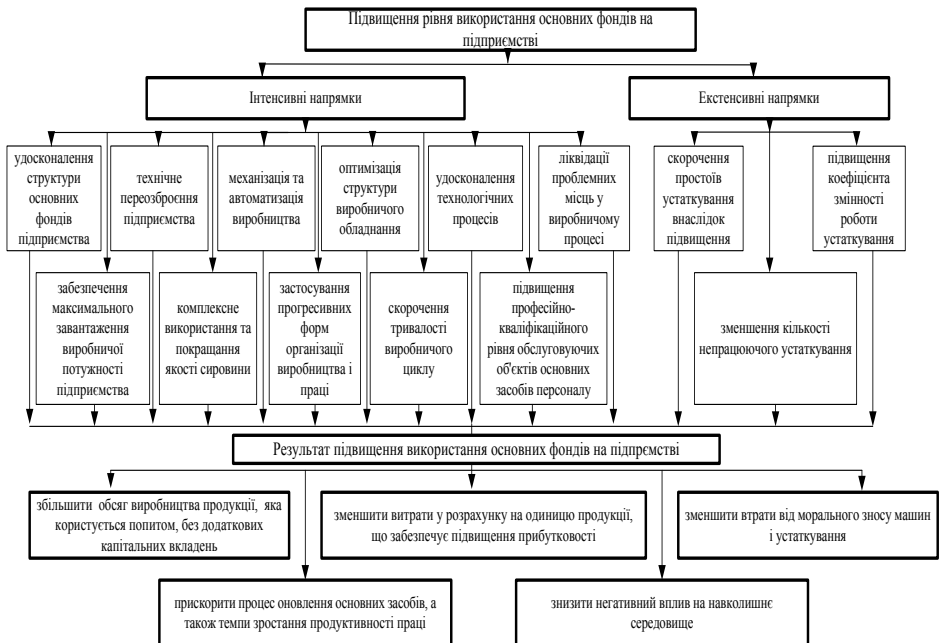 Підвищення рівня використання основних фондів на
підприємстві
Інтенсивні напрямки
Екстенсивні напрямки
удосконалення
структури
основних
фондів
підприємства
технічне
переозброєння
підприємства
механізація та
автоматизація
виробництва
оптимізація
структури
виробничого
обладнання
удосконалення
технологічних
процесів
ліквідації
проблемних
місць у
виробничому
процесі
скорочення
простоїв
устаткування
внаслідок
підвищення
підвищення
коефіцієнта
змінності
роботи
устаткування
забезпечення
максимального
завантаження
виробничої
потужності
підприємства
комплексне
використання та
покращання
якості сировини
застосування
прогресивних
форм
організації
виробництва і
праці
скорочення
тривалості
виробничого
циклу
підвищення
професійно-
кваліфікаційного
рівня обслуговуючих
об'єктів основних
засобів персоналу
зменшення кількості
непрацюючого устаткування
Результат підвищення використання основних фондів на підпрємстві
збільшити обсяг виробництва продукції, яка
користується попитом, без додаткових
капітальних вкладень
зменшити витрати у розрахунку на одиницю продукції,
що забезпечує підвищення прибутковості
зменшити втрати від морального зносу машин
і устаткування
прискорити процес оновлення основних засобів, а
також темпи зростання продуктивності праці
знизити негативний вплив на навколишнє
середовище